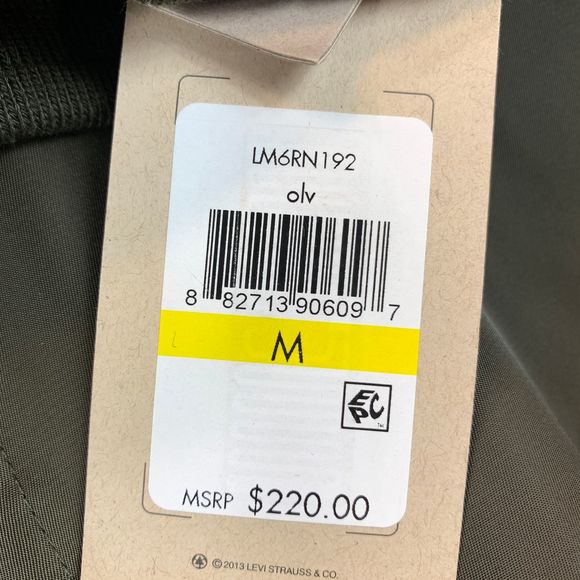 LM6RN192
olv
8 82713 90609 7
M
EPC
MSRP $220.00
© 2013 LEVI STRAUSS & CO.